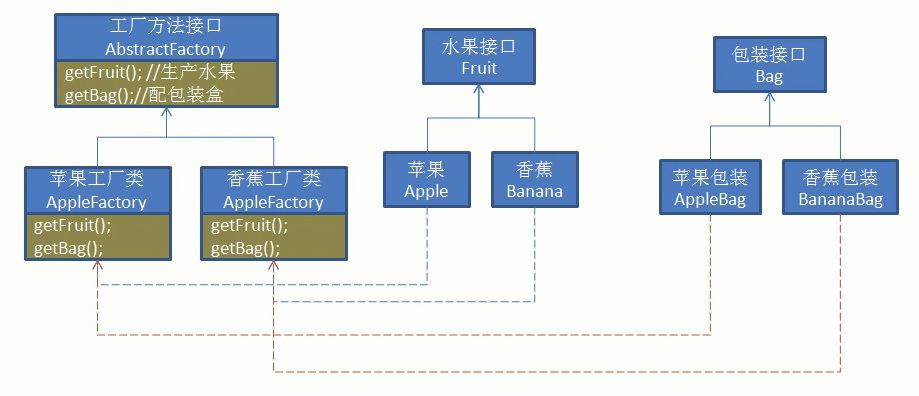 工厂方法接口
AbstractFactory
getFruit(); //生产水果
getBag();//配包装盒
水果接口
Fruit
包装接口
Bag
苹果工厂类
AppleFactory
getFruit();
getBag();
香蕉工厂类
AppleFactory
getFruit();
getBag();
苹果
Apple
香蕉
Banana
苹果包装
AppleBag
香蕉包装
BananaBag